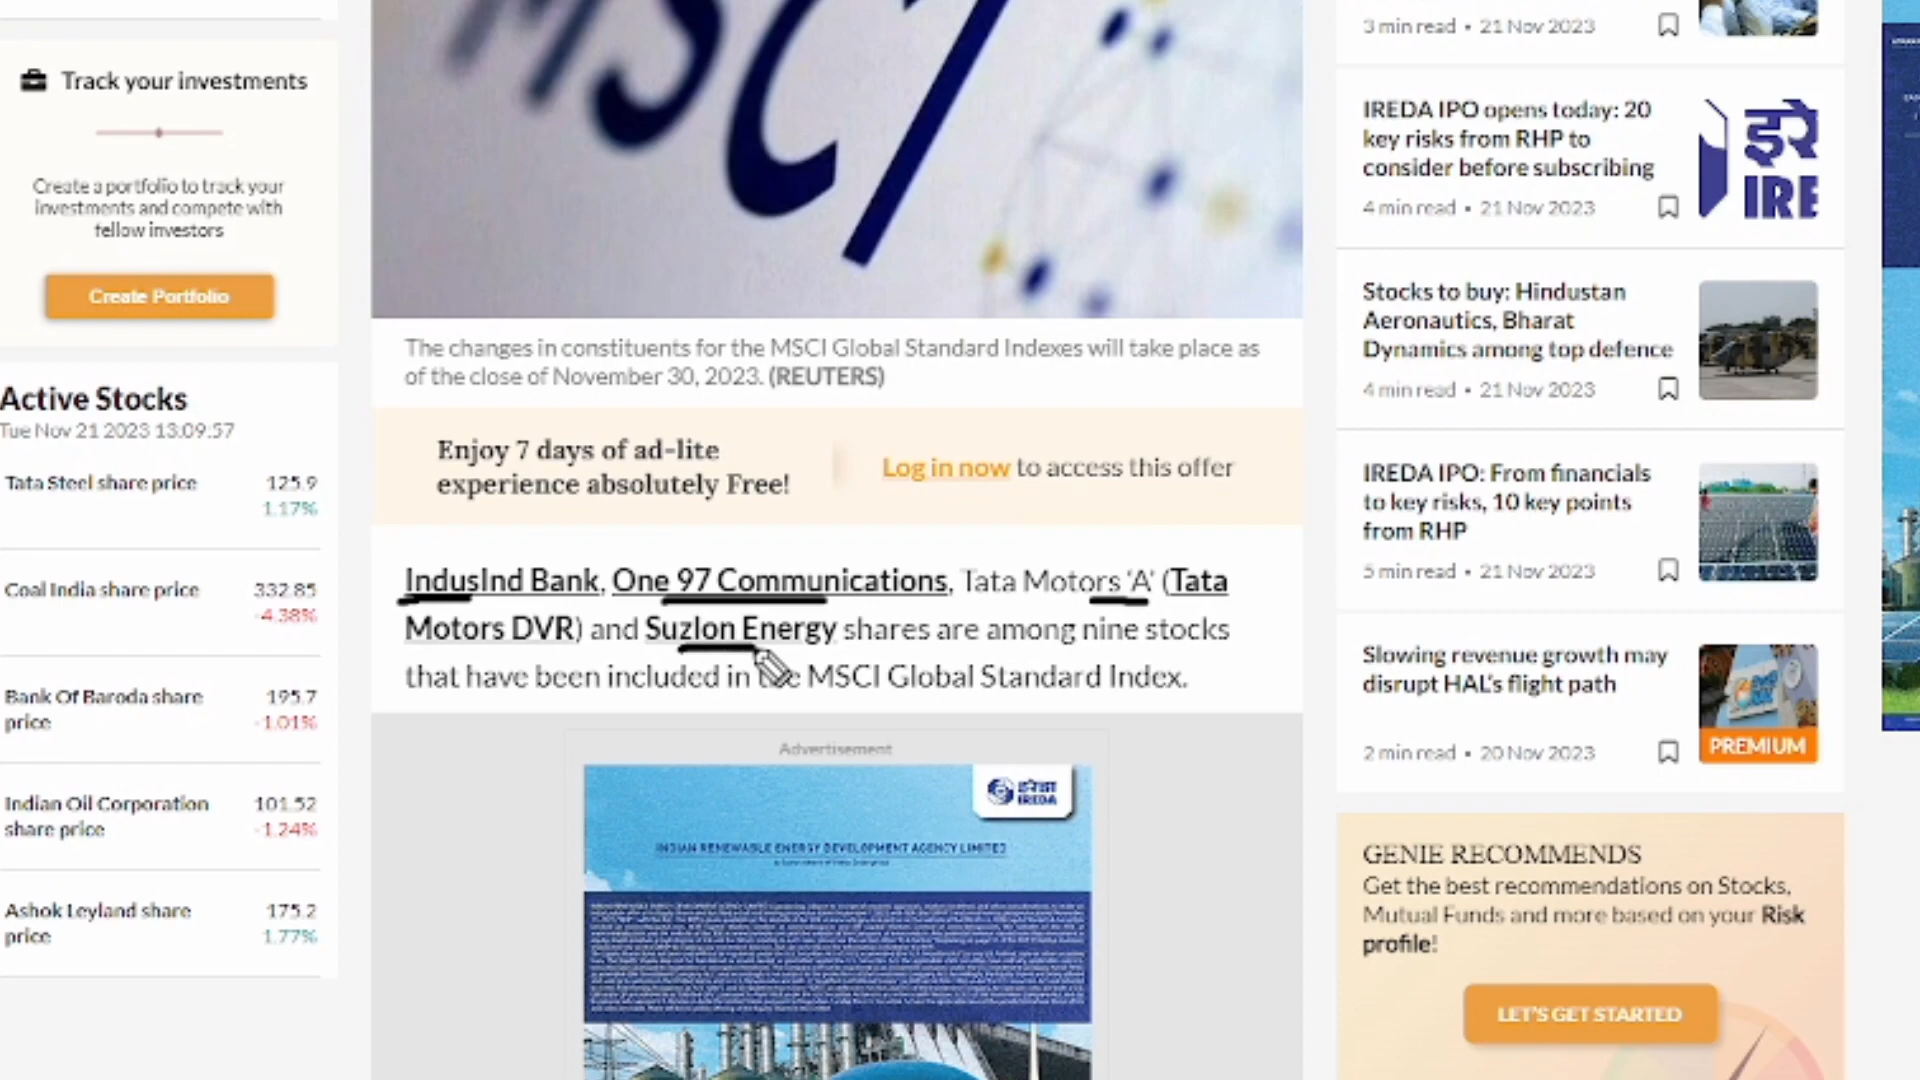 Track your investments
Create a portfolio to track your
investments and compete with
fellow investors
Create Portfolio
Active Stocks
Tue Nov 21 2023 13:09:57
Tata Steel share price 125.9
1.17%
Coal India share price 332.85
-4.38%
Bank Of Baroda share 195.7
price -1.01%
Indian Oil Corporation 101.52
share price -1.24%
Ashok Leyland share 175.2
price 1.77%
MSCI
The changes in constituents for the MSCI Global Standard Indexes will take place as
of the close of November 30, 2023. (REUTERS)
Enjoy 7 days of ad-lite
experience absolutely Free!
Log in now to access this offer
IndusInd Bank, One 97 Communications, Tata Motors 'A' (Tata
Motors DVR) and Suzlon Energy shares are among nine stocks
that have been included in the MSCI Global Standard Index.
Advertisement
इरेडा
IREDA
INDIAN RENEWABLE ENERGY DEVELOPMENT AGENCY LIMITED
3 min read • 21 Nov 2023
IREDA IPO opens today: 20
key risks from RHP to
consider before subscribing
4 min read • 21 Nov 2023
इरे
IRE
Stocks to buy: Hindustan
Aeronautics, Bharat
Dynamics among top defence
4 min read • 21 Nov 2023
IREDA IPO: From financials
to key risks, 10 key points
from RHP
5 min read • 21 Nov 2023
Slowing revenue growth may
disrupt HAL's flight path
2 min read • 20 Nov 2023
PREMIUM
GENIE RECOMMENDS
Get the best recommendations on Stocks,
Mutual Funds and more based on your Risk
profile!
LET'S GET STARTED